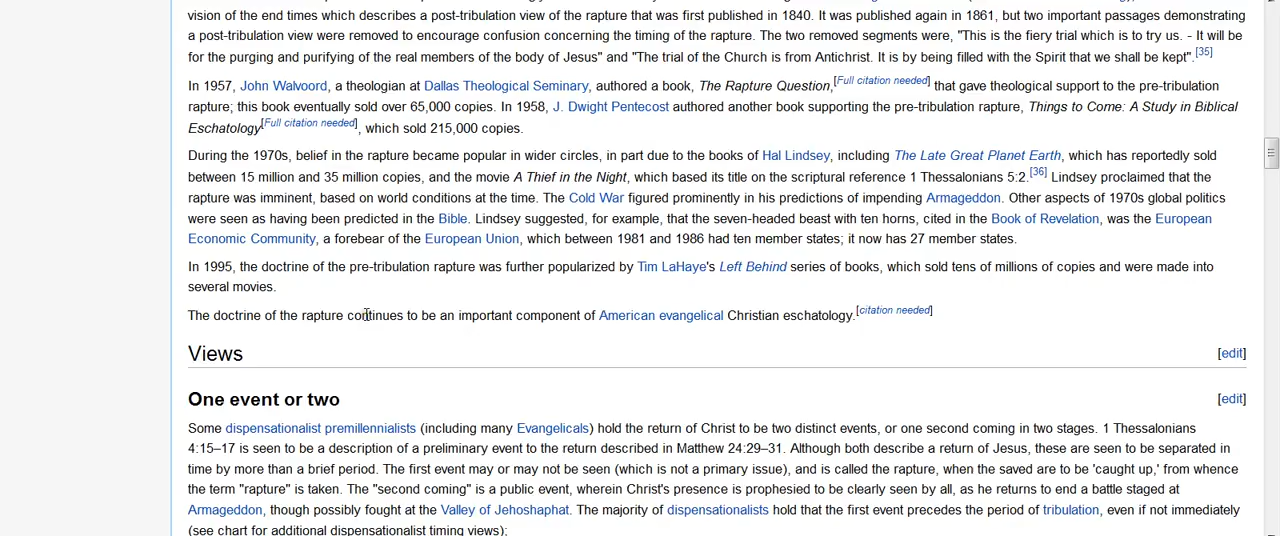 vision of the end times which describes a post-tribulation view of the rapture that was first published in 1840. It was published again in 1861, but two important passages demonstrating
a post-tribulation view were removed to encourage confusion concerning the timing of the rapture. The two removed segments were, "This is the fiery trial which is to try us. - It will be
for the purging and purifying of the real members of the body of Jesus" and "The trial of the Church is from Antichrist. It is by being filled with the Spirit that we shall be kept".[35]
In 1957, John Walvoord, a theologian at Dallas Theological Seminary, authored a book, The Rapture Question,[Full citation needed] that gave theological support to the pre-tribulation
rapture; this book eventually sold over 65,000 copies. In 1958, J. Dwight Pentecost authored another book supporting the pre-tribulation rapture, Things to Come: A Study in Biblical
Eschatology[Full citation needed], which sold 215,000 copies.
During the 1970s, belief in the rapture became popular in wider circles, in part due to the books of Hal Lindsey, including The Late Great Planet Earth, which has reportedly sold
between 15 million and 35 million copies, and the movie A Thief in the Night, which based its title on the scriptural reference 1 Thessalonians 5:2.[36] Lindsey proclaimed that the
rapture was imminent, based on world conditions at the time. The Cold War figured prominently in his predictions of impending Armageddon. Other aspects of 1970s global politics
were seen as having been predicted in the Bible. Lindsey suggested, for example, that the seven-headed beast with ten horns, cited in the Book of Revelation, was the European
Economic Community, a forebear of the European Union, which between 1981 and 1986 had ten member states; it now has 27 member states.
In 1995, the doctrine of the pre-tribulation rapture was further popularized by Tim LaHaye's Left Behind series of books, which sold tens of millions of copies and were made into
several movies.
The doctrine of the rapture continues to be an important component of American evangelical Christian eschatology.[citation needed]
Views [edit]
One event or two [edit]
Some dispensationalist premillennialists (including many Evangelicals) hold the return of Christ to be two distinct events, or one second coming in two stages. 1 Thessalonians
4:15–17 is seen to be a description of a preliminary event to the return described in Matthew 24:29–31. Although both describe a return of Jesus, these are seen to be separated in
time by more than a brief period. The first event may or may not be seen (which is not a primary issue), and is called the rapture, when the saved are to be 'caught up,' from whence
the term "rapture" is taken. The "second coming" is a public event, wherein Christ's presence is prophesied to be clearly seen by all, as he returns to end a battle staged at
Armageddon, though possibly fought at the Valley of Jehoshaphat. The majority of dispensationalists hold that the first event precedes the period of tribulation, even if not immediately
(see chart for additional dispensationalist timing views);